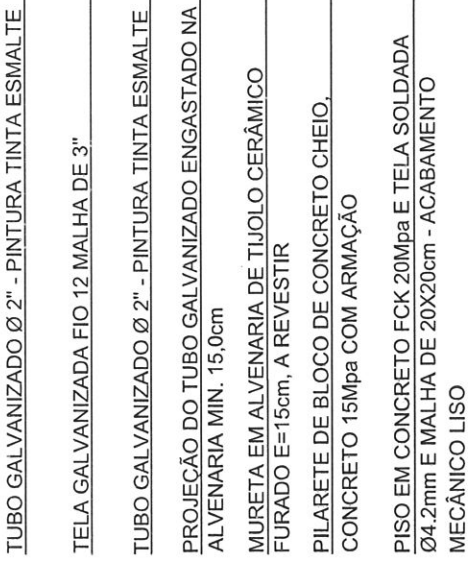 TUBO GALVANIZADO Ø 2" - PINTURA TINTA ESMALTE
TELA GALVANIZADA FIO 12 MALHA DE 3"
TUBO GALVANIZADO Ø 2" - PINTURA TINTA ESMALTE
PROJEÇÃO DO TUBO GALVANIZADO ENGASTADO NA
ALVENARIA MIN. 15,0cm
MURETA EM ALVENARIA DE TIJOLO CERÂMICO
FURADO E=15cm, A REVESTIR
PILARETE DE BLOCO DE CONCRETO CHEIO,
CONCRETO 15Mpa COM ARMAÇÃO
PISO EM CONCRETO FCK 20Mpa E TELA SOLDADA
Ø4.2mm E MALHA DE 20X20cm - ACABAMENTO
MECÂNICO LISO